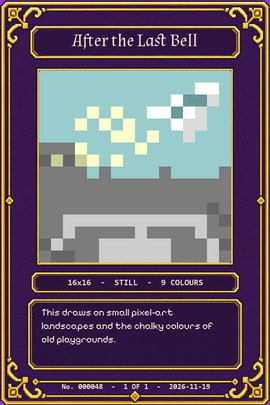 After the Last Bell
16x16 - STILL - 9 COLOURS
This draws on small pixel-art
landscapes and the chalky colours of
old playgrounds.
No. 000048 - 1 OF 1 - 2026-11-19